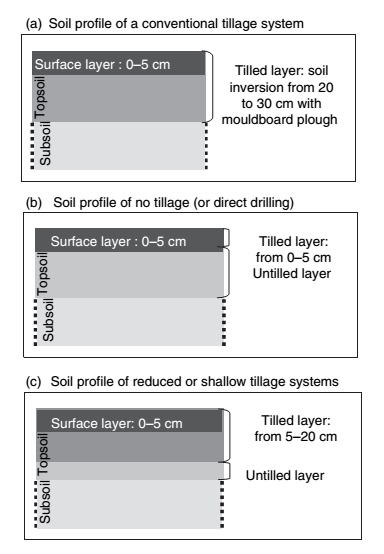 (a) Soil profile of a conventional tillage system
Surface layer : 0–5 cm
Topsoil
Subsoil
Tilled layer: soil
inversion from 20
to 30 cm with
mouldboard plough
(b) Soil profile of no tillage (or direct drilling)
Surface layer : 0–5 cm
Topsoil
Subsoil
Tilled layer:
from 0–5 cm
Untilled layer
(c) Soil profile of reduced or shallow tillage systems
Surface layer: 0–5 cm
Topsoil
Subsoil
Tilled layer:
from 5–20 cm
Untilled layer